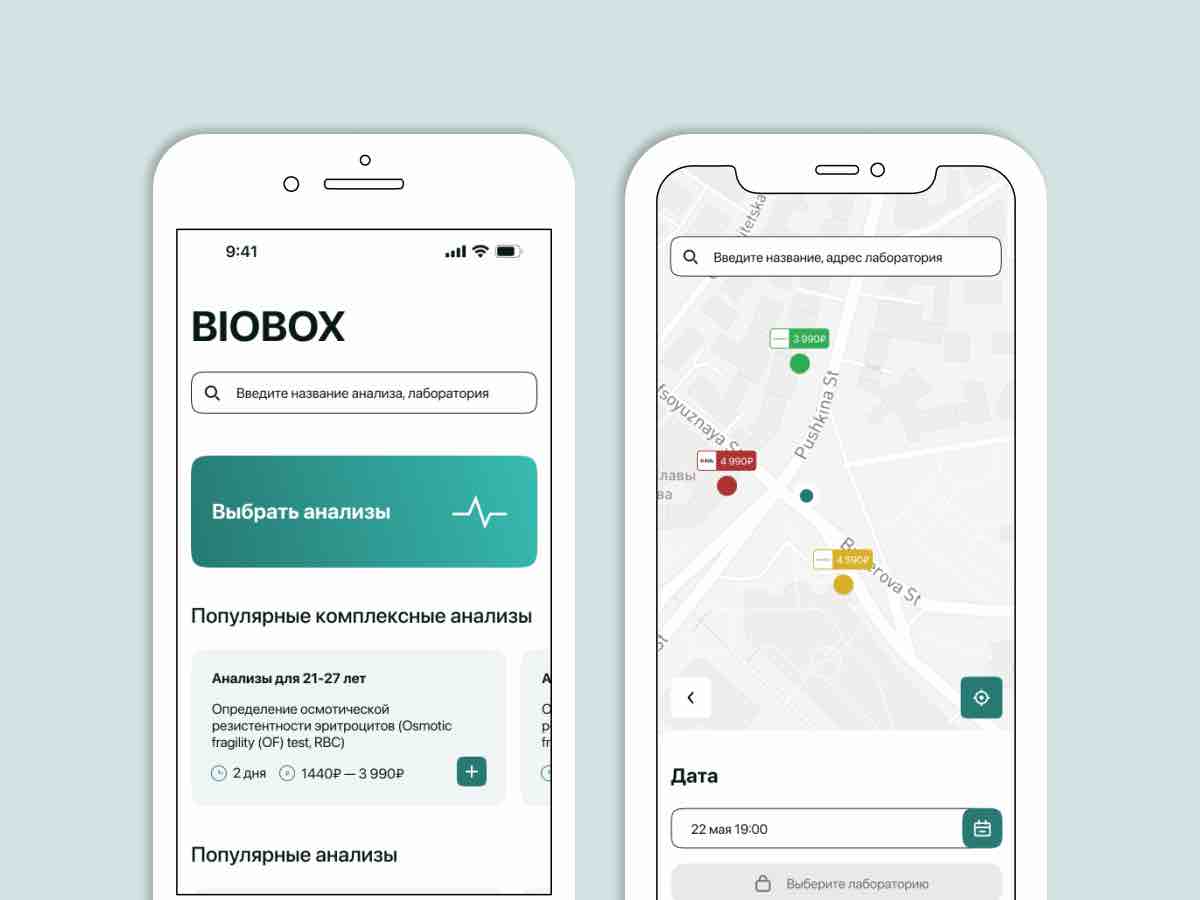 9:41
BIOBOX
Введите название анализа, лаборатория
Выбрать анализы
Популярные комплексные анализы
Анализы для 21-27 лет
Определение осмотической
резистентности эритроцитов (Osmotic
fragility (OF) test, RBC)
2 дня
1440₽ — 3 990₽
Популярные анализы
Введите название, адрес лаборатория
3 990₽
Pushkina St
4 990₽
4 590₽
Дата
22 мая 19:00
Выберите лабораторию